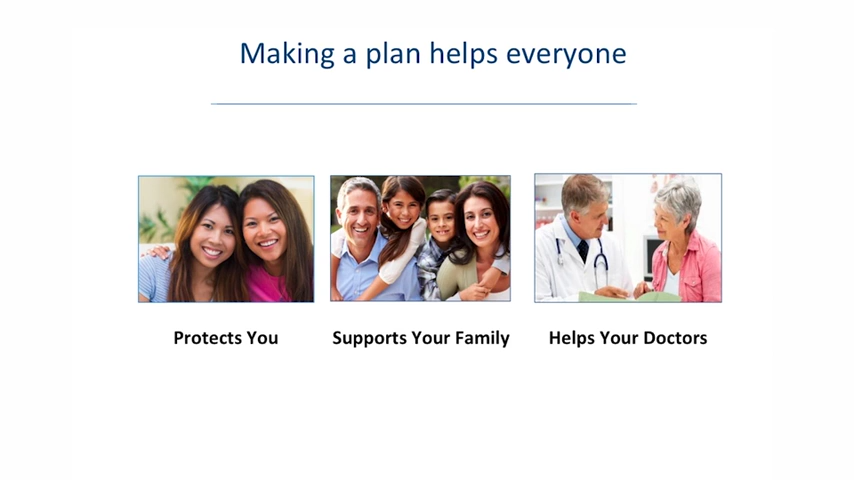 Making a plan helps everyone
Protects You
Supports Your Family
Helps Your Doctors